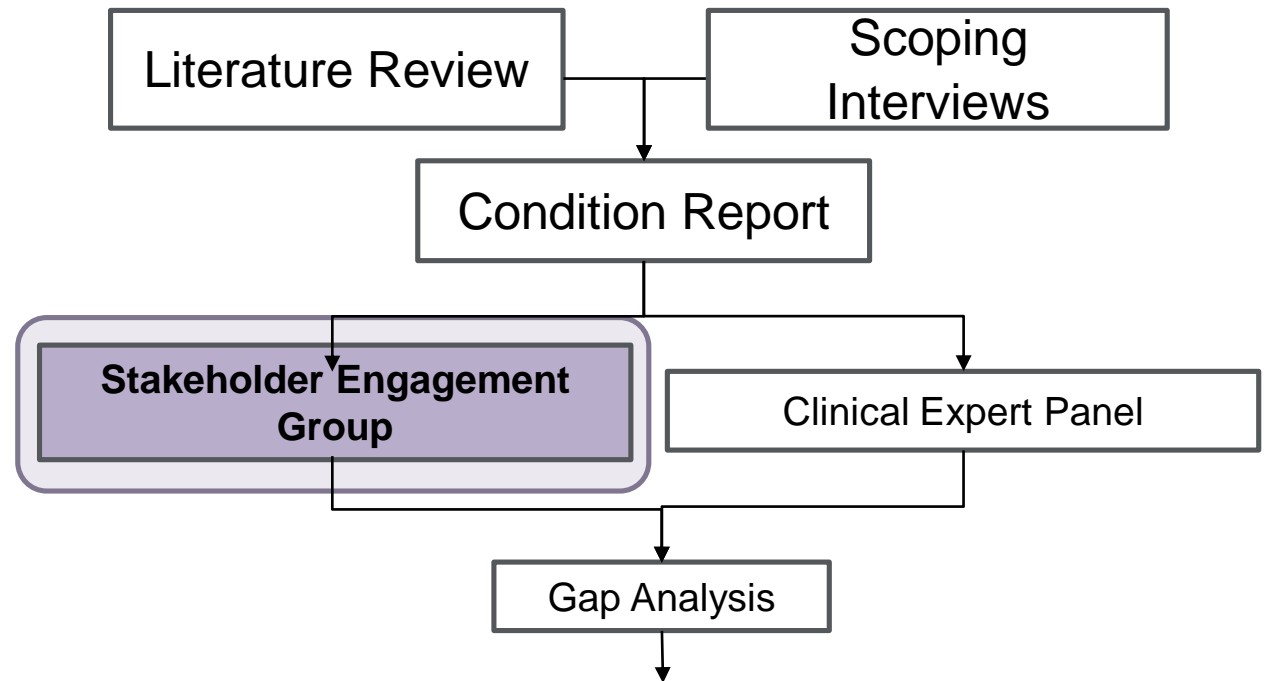 Literature Review
Scoping
Interviews
Condition Report
Stakeholder Engagement
Group
Clinical Expert Panel
Gap Analysis